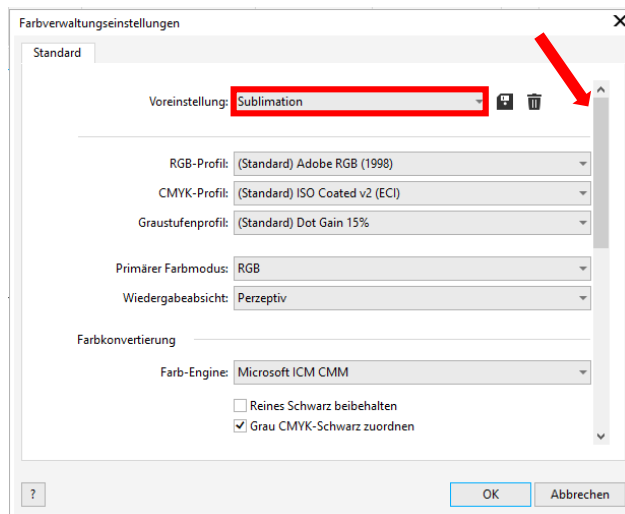 Farbverwaltungseinstellungen
Standard
Voreinstellung: Sublimation
RGB-Profil: (Standard) Adobe RGB (1998)
CMYK-Profil: (Standard) ISO Coated v2 (ECI)
Graustufenprofil: (Standard) Dot Gain 15%
Primärer Farbmodus: RGB
Wiedergabeabsicht: Perzeptiv
Farbkonvertierung
Farb-Engine: Microsoft ICM CMM
Reines Schwarz beibehalten
Grau CMYK-Schwarz zuordnen
? OK Abbrechen